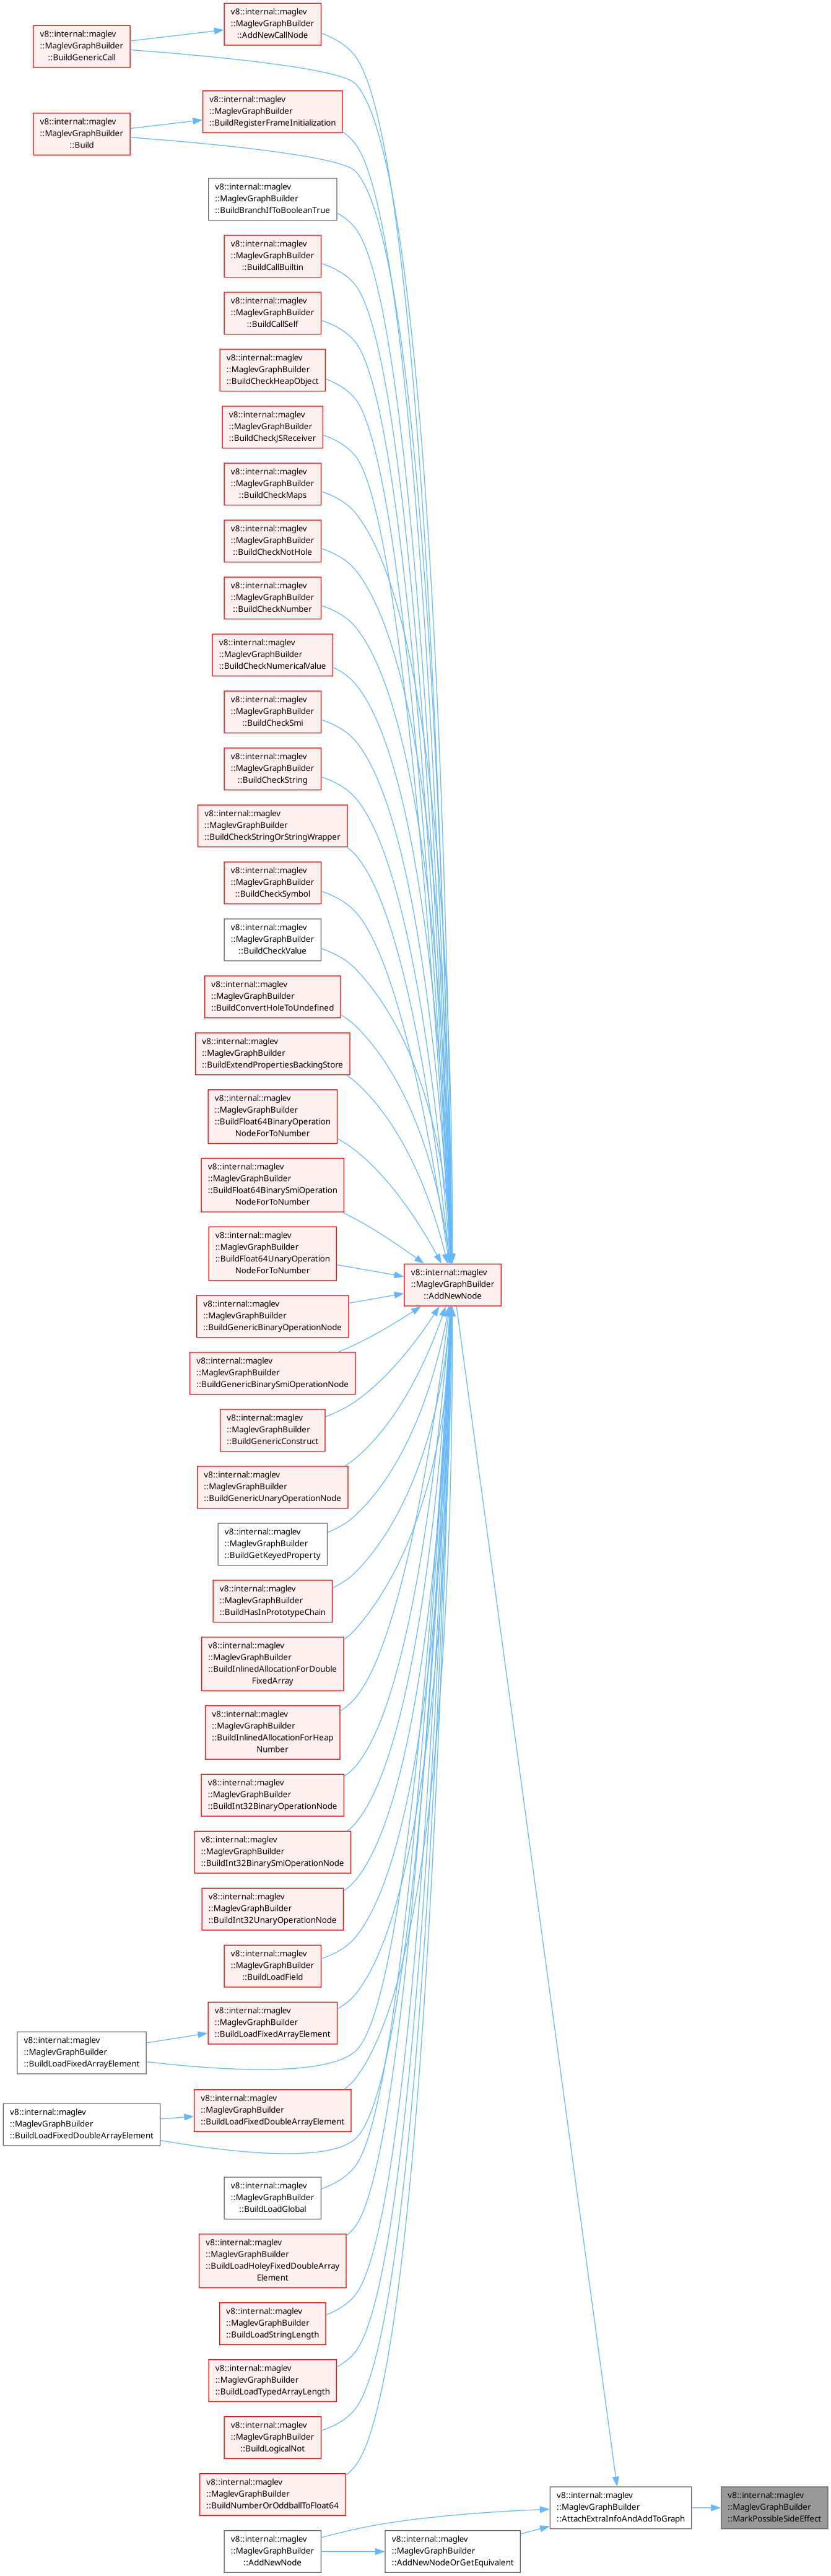 v8::internal::maglev
::MaglevGraphBuilder
::AddNewCallNode
v8::internal::maglev
::MaglevGraphBuilder
::BuildGenericCall
v8::internal::maglev
::MaglevGraphBuilder
::BuildRegisterFrameInitialization
v8::internal::maglev
::MaglevGraphBuilder
::Build
v8::internal::maglev
::MaglevGraphBuilder
::BuildBranchIfToBooleanTrue
v8::internal::maglev
::MaglevGraphBuilder
::BuildCallBuiltin
v8::internal::maglev
::MaglevGraphBuilder
::BuildCallSelf
v8::internal::maglev
::MaglevGraphBuilder
::BuildCheckHeapObject
v8::internal::maglev
::MaglevGraphBuilder
::BuildCheckJSReceiver
v8::internal::maglev
::MaglevGraphBuilder
::BuildCheckMaps
v8::internal::maglev
::MaglevGraphBuilder
::BuildCheckNotHole
v8::internal::maglev
::MaglevGraphBuilder
::BuildCheckNumber
v8::internal::maglev
::MaglevGraphBuilder
::BuildCheckNumericalValue
v8::internal::maglev
::MaglevGraphBuilder
::BuildCheckSmi
v8::internal::maglev
::MaglevGraphBuilder
::BuildCheckString
v8::internal::maglev
::MaglevGraphBuilder
::BuildCheckStringOrStringWrapper
v8::internal::maglev
::MaglevGraphBuilder
::BuildCheckSymbol
v8::internal::maglev
::MaglevGraphBuilder
::BuildCheckValue
v8::internal::maglev
::MaglevGraphBuilder
::BuildConvertHoleToUndefined
v8::internal::maglev
::MaglevGraphBuilder
::BuildExtendPropertiesBackingStore
v8::internal::maglev
::MaglevGraphBuilder
::BuildFloat64BinaryOperation
NodeForToNumber
v8::internal::maglev
::MaglevGraphBuilder
::BuildFloat64BinarySmiOperation
NodeForToNumber
v8::internal::maglev
::MaglevGraphBuilder
::BuildFloat64UnaryOperation
NodeForToNumber
v8::internal::maglev
::MaglevGraphBuilder
::AddNewNode
v8::internal::maglev
::MaglevGraphBuilder
::BuildGenericBinaryOperationNode
v8::internal::maglev
::MaglevGraphBuilder
::BuildGenericBinarySmiOperationNode
v8::internal::maglev
::MaglevGraphBuilder
::BuildGenericConstruct
v8::internal::maglev
::MaglevGraphBuilder
::BuildGenericUnaryOperationNode
v8::internal::maglev
::MaglevGraphBuilder
::BuildGetKeyedProperty
v8::internal::maglev
::MaglevGraphBuilder
::BuildHasInPrototypeChain
v8::internal::maglev
::MaglevGraphBuilder
::BuildInlinedAllocationForDouble
FixedArray
v8::internal::maglev
::MaglevGraphBuilder
::BuildInlinedAllocationForHeap
Number
v8::internal::maglev
::MaglevGraphBuilder
::BuildInt32BinaryOperationNode
v8::internal::maglev
::MaglevGraphBuilder
::BuildInt32BinarySmiOperationNode
v8::internal::maglev
::MaglevGraphBuilder
::BuildInt32UnaryOperationNode
v8::internal::maglev
::MaglevGraphBuilder
::BuildLoadField
v8::internal::maglev
::MaglevGraphBuilder
::BuildLoadFixedArrayElement
v8::internal::maglev
::MaglevGraphBuilder
::BuildLoadFixedArrayElement
v8::internal::maglev
::MaglevGraphBuilder
::BuildLoadFixedDoubleArrayElement
v8::internal::maglev
::MaglevGraphBuilder
::BuildLoadFixedDoubleArrayElement
v8::internal::maglev
::MaglevGraphBuilder
::BuildLoadGlobal
v8::internal::maglev
::MaglevGraphBuilder
::BuildLoadHoleyFixedDoubleArray
Element
v8::internal::maglev
::MaglevGraphBuilder
::BuildLoadStringLength
v8::internal::maglev
::MaglevGraphBuilder
::BuildLoadTypedArrayLength
v8::internal::maglev
::MaglevGraphBuilder
::BuildLogicalNot
v8::internal::maglev
::MaglevGraphBuilder
::BuildNumberOrOddballToFloat64
v8::internal::maglev
::MaglevGraphBuilder
::AttachExtraInfoAndAddToGraph
v8::internal::maglev
::MaglevGraphBuilder
::MarkPossibleSideEffect
v8::internal::maglev
::MaglevGraphBuilder
::AddNewNode
v8::internal::maglev
::MaglevGraphBuilder
::AddNewNodeOrGetEquivalent